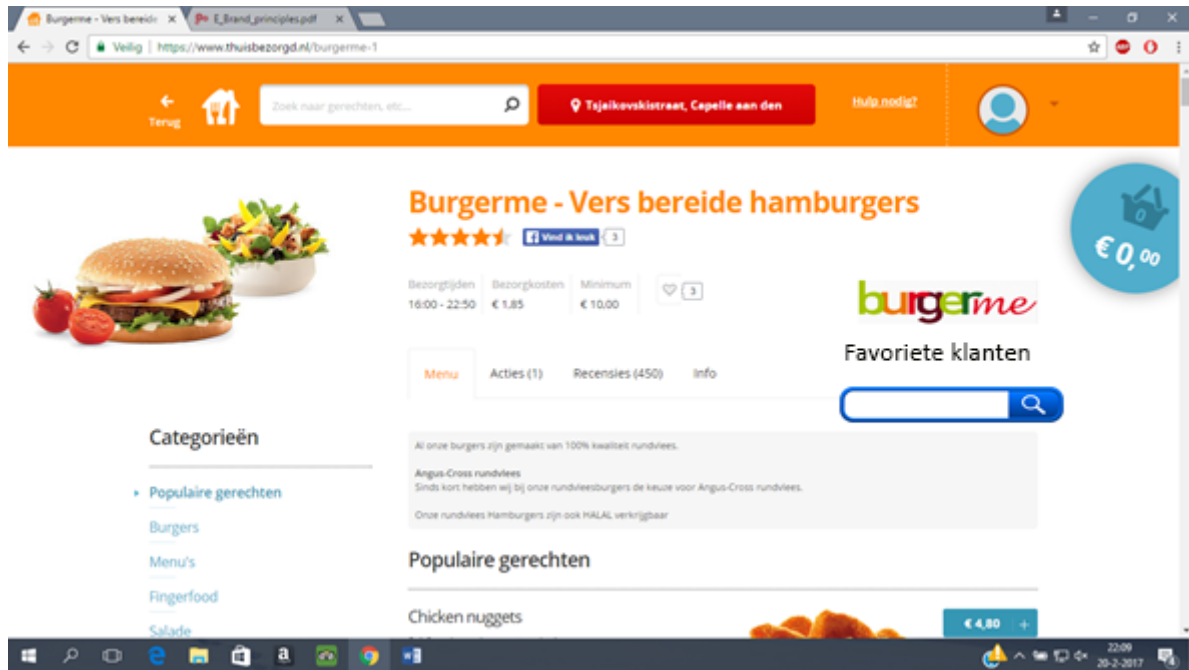 Burgerme - Vers bereide
E_Brand_principles.pdf
Veilig | https://www.thuisbezorgd.nl/burgerme-1
Terug
Zoek naar gerechten, etc...
Tsjaikovskistraat, Capelle aan den
Hulp nodig?
Burgerme - Vers bereide hamburgers
Vind ik leuk 3
0
€ 0,00
Bezorgtijden Bezorgkosten Minimum
16:00 - 22:50 € 1,85 € 10,00
3
burgerme
Favoriete klanten
Menu Acties (1) Recensies (450) Info
Categorieën
Al onze burgers zijn gemaakt van 100% kwaliteit rundvlees.
Angus-Cross rundvlees
Sinds kort hebben wij bij onze rundvleesburgers de keuze voor Angus-Cross rundvlees.
Onze rundvlees Hamburgers zijn ook HALAL verkrijgbaar
Populaire gerechten
Burgers
Menu's
Fingerfood
Salade
Populaire gerechten
Chicken nuggets
€ 4,80 +
22:09
20-2-2017